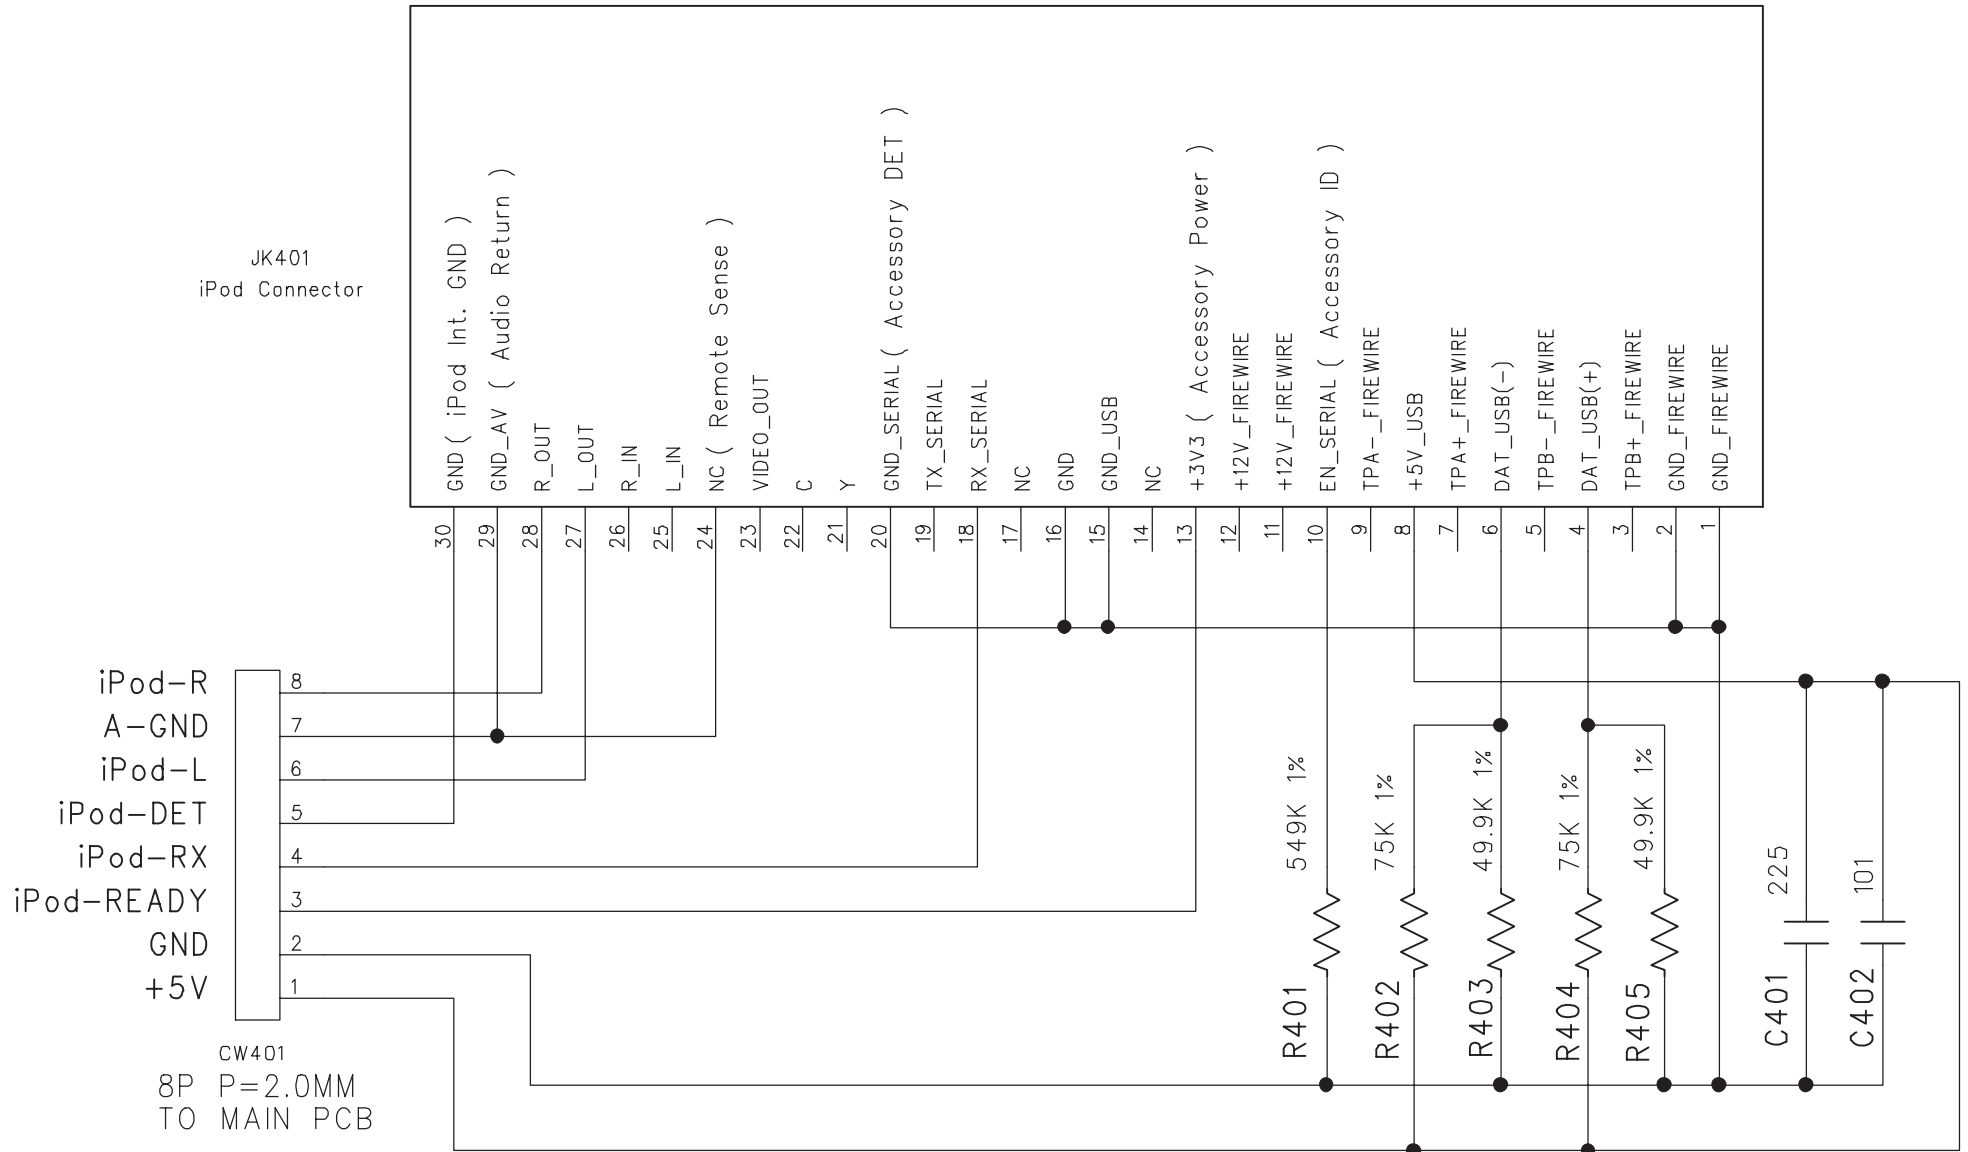 JK401
iPod Connector
GND ( iPod Int. GND )
GND_AV ( Audio Return )
R_OUT
L_OUT
R_IN
L_IN
NC ( Remote Sense )
VIDEO_OUT
C
Y
GND_SERIAL ( Accessory DET )
TX_SERIAL
RX_SERIAL
NC
GND
GND_USB
NC
+3V3 ( Accessory Power )
+12V_FIREWIRE
+12V_FIREWIRE
EN_SERIAL ( Accessory ID )
TPA-_FIREWIRE
+5V_USB
TPA+_FIREWIRE
DAT_USB(-)
TPB-_FIREWIRE
DAT_USB(+)
TPB+_FIREWIRE
GND_FIREWIRE
GND_FIREWIRE
30
29
28
27
26
25
24
23
22
21
20
19
18
17
16
15
14
13
12
11
10
9
8
7
6
5
4
3
2
1
iPod-R 8
A-GND 7
iPod-L 6
iPod-DET 5
iPod-RX 4
iPod-READY 3
GND 2
+5V 1
CW401
8P P=2.0MM
TO MAIN PCB
549K 1%
75K 1%
49.9K 1%
75K 1%
49.9K 1%
225
101
R401
R402
R403
R404
R405
C401
C402